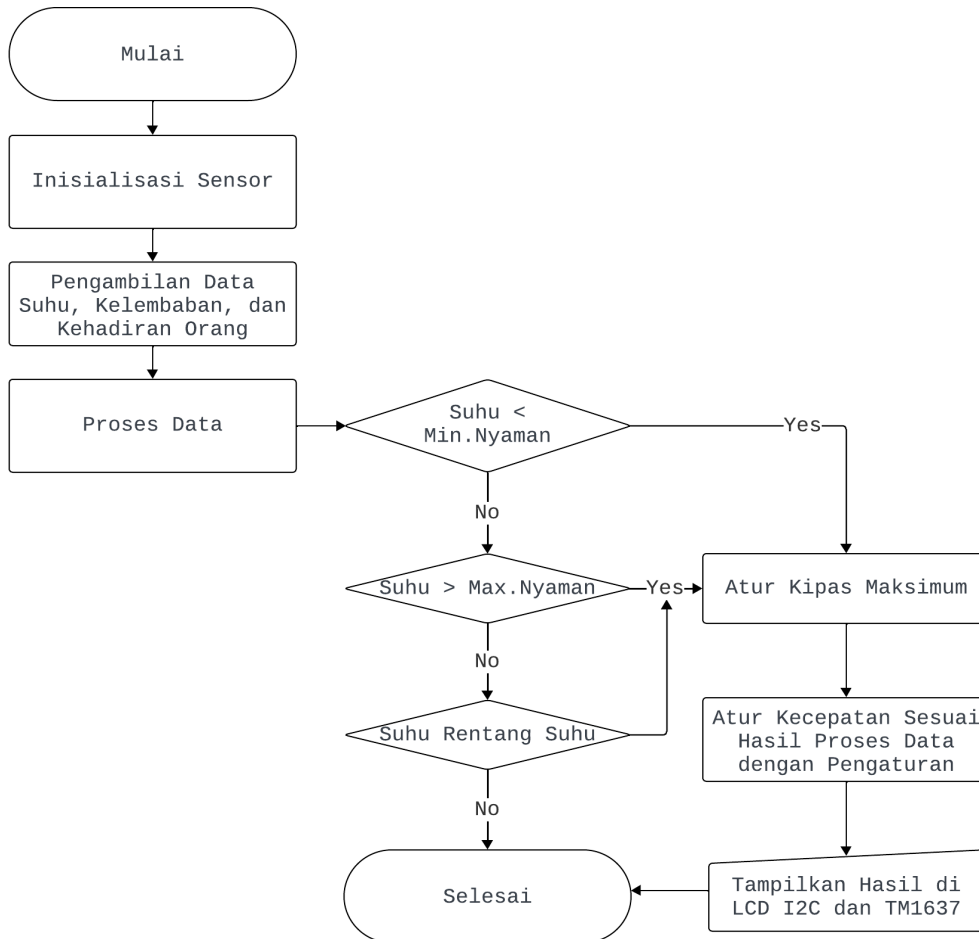 Mulai
Inisialisasi Sensor
Pengambilan Data
Suhu, Kelembaban, dan
Kehadiran Orang
Proses Data
Suhu <
Min.Nyaman
Yes
No
Suhu > Max.Nyaman
Yes
Atur Kipas Maksimum
No
Suhu Rentang Suhu
Atur Kecepatan Sesuai
Hasil Proses Data
dengan Pengaturan
No
Selesai
Tampilkan Hasil di
LCD I2C dan TM1637